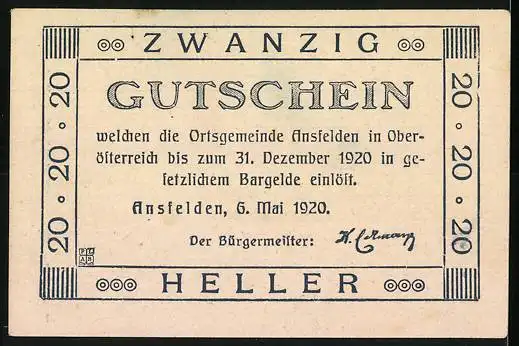 ZWANZIG
GUTSCHEIN
welchen die Ortsgemeinde Ansfelden in Ober-
österreich bis zum 31. Dezember 1920 in ge-
setzlichem Bargelde einlöst.
Ansfelden, 6. Mai 1920.
Der Bürgermeister:
HELLER
20 20 20
20 20 20